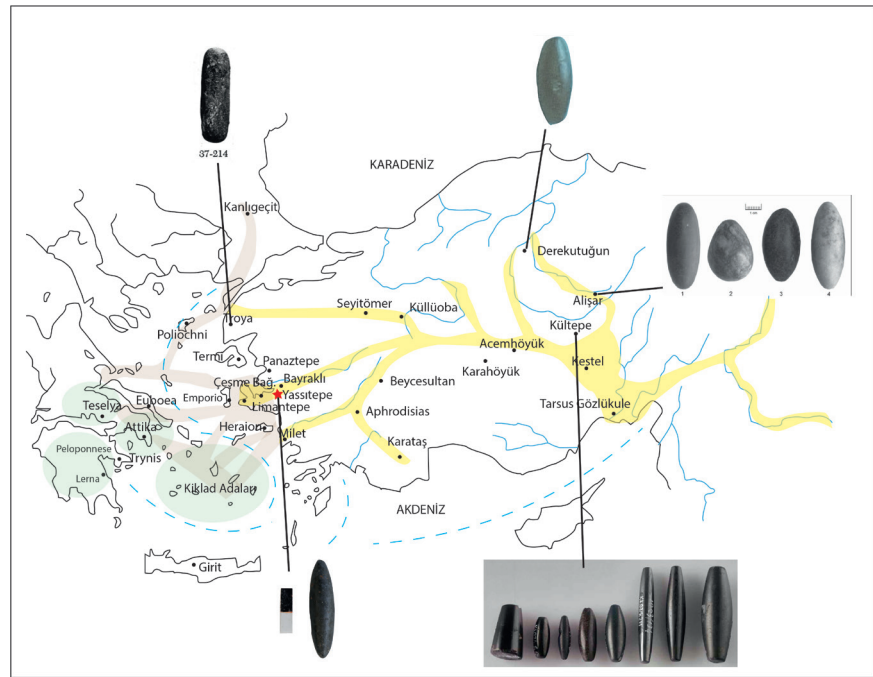 37-214
KARADENİZ
Kanlıgeçit
Derekutuğun
1 2 3 4
Alişar
Seyitömer
Küllüoba
Troya
Kültepe
Poliochni
Termi
Panaztepe
Acemhöyük
Karahöyük
Kestel
Çeşme Bağ.
Bayraklı
Beycesultan
Teselya
Euboea
Emporio
Yassıtepe
Limantepe
Tarsus Gözlükule
Aphrodisias
Attika
Heraion
Milet
Peloponnese
Trynis
Karataş
Lerna
Kiklad Adaları
AKDENİZ
Girit